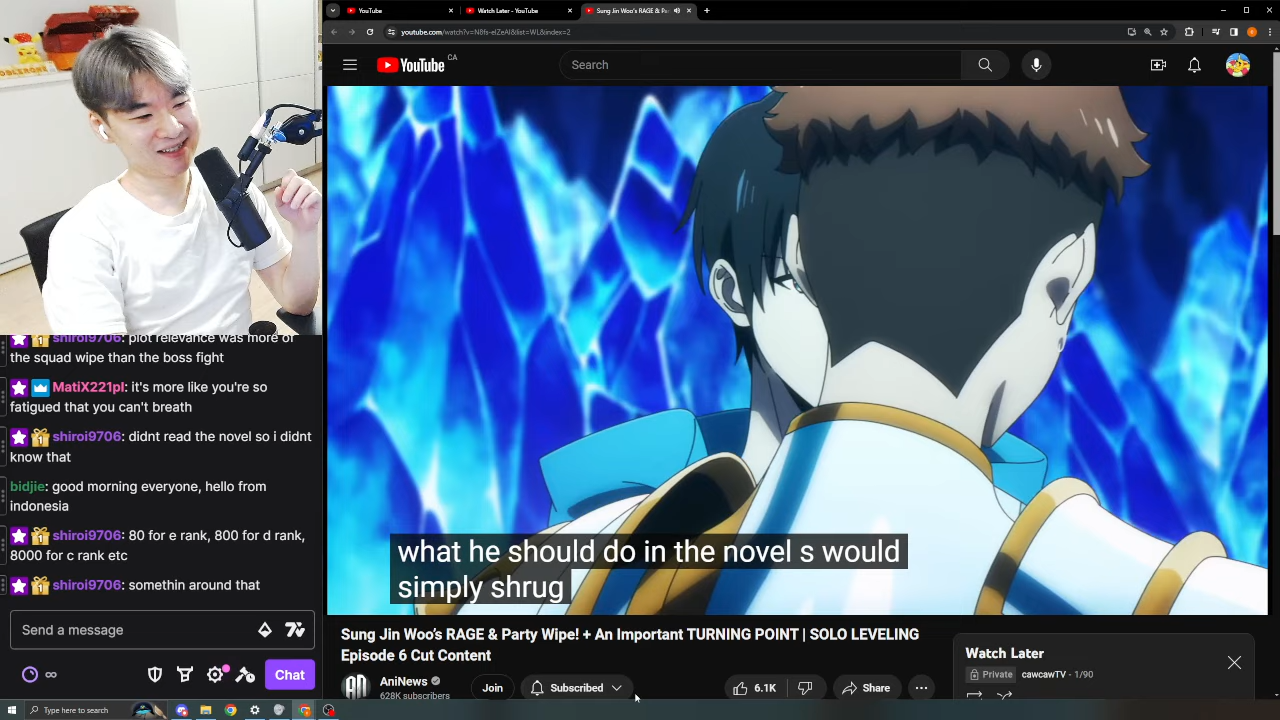 YouTube
Watch Later - YouTube
Sung Jin Woo's RAGE & Pa
youtube.com/watch?v=N8fs-elZeAI&list=WL&index=2
YouTube CA
Search
shiroi9706: plot relevance was more of
the squad wipe than the boss fight
MatiX221pl: it's more like you're so
fatigued that you can't breath
shiroi9706: didnt read the novel so i didnt
know that
bidjie: good morning everyone, hello from
indonesia
shiroi9706: 80 for e rank, 800 for d rank,
8000 for c rank etc
shiroi9706: somethin around that
Send a message
Chat
what he should do in the novel s would
simply shrug
Sung Jin Woo's RAGE & Party Wipe! + An Important TURNING POINT | SOLO LEVELING
Episode 6 Cut Content
AniNews
628K subscribers
Join
Subscribed
6.1K
Share
Watch Later
Private cawcawTV - 1/90
Type here to search